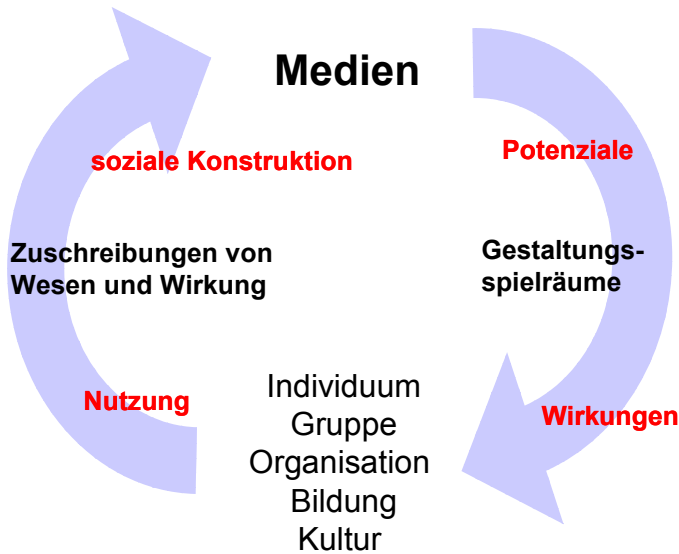 Medien
soziale Konstruktion
Potenziale
Zuschreibungen von
Wesen und Wirkung
Gestaltungs-
spielräume
Nutzung
Individuum
Gruppe
Organisation
Bildung
Kultur
Wirkungen